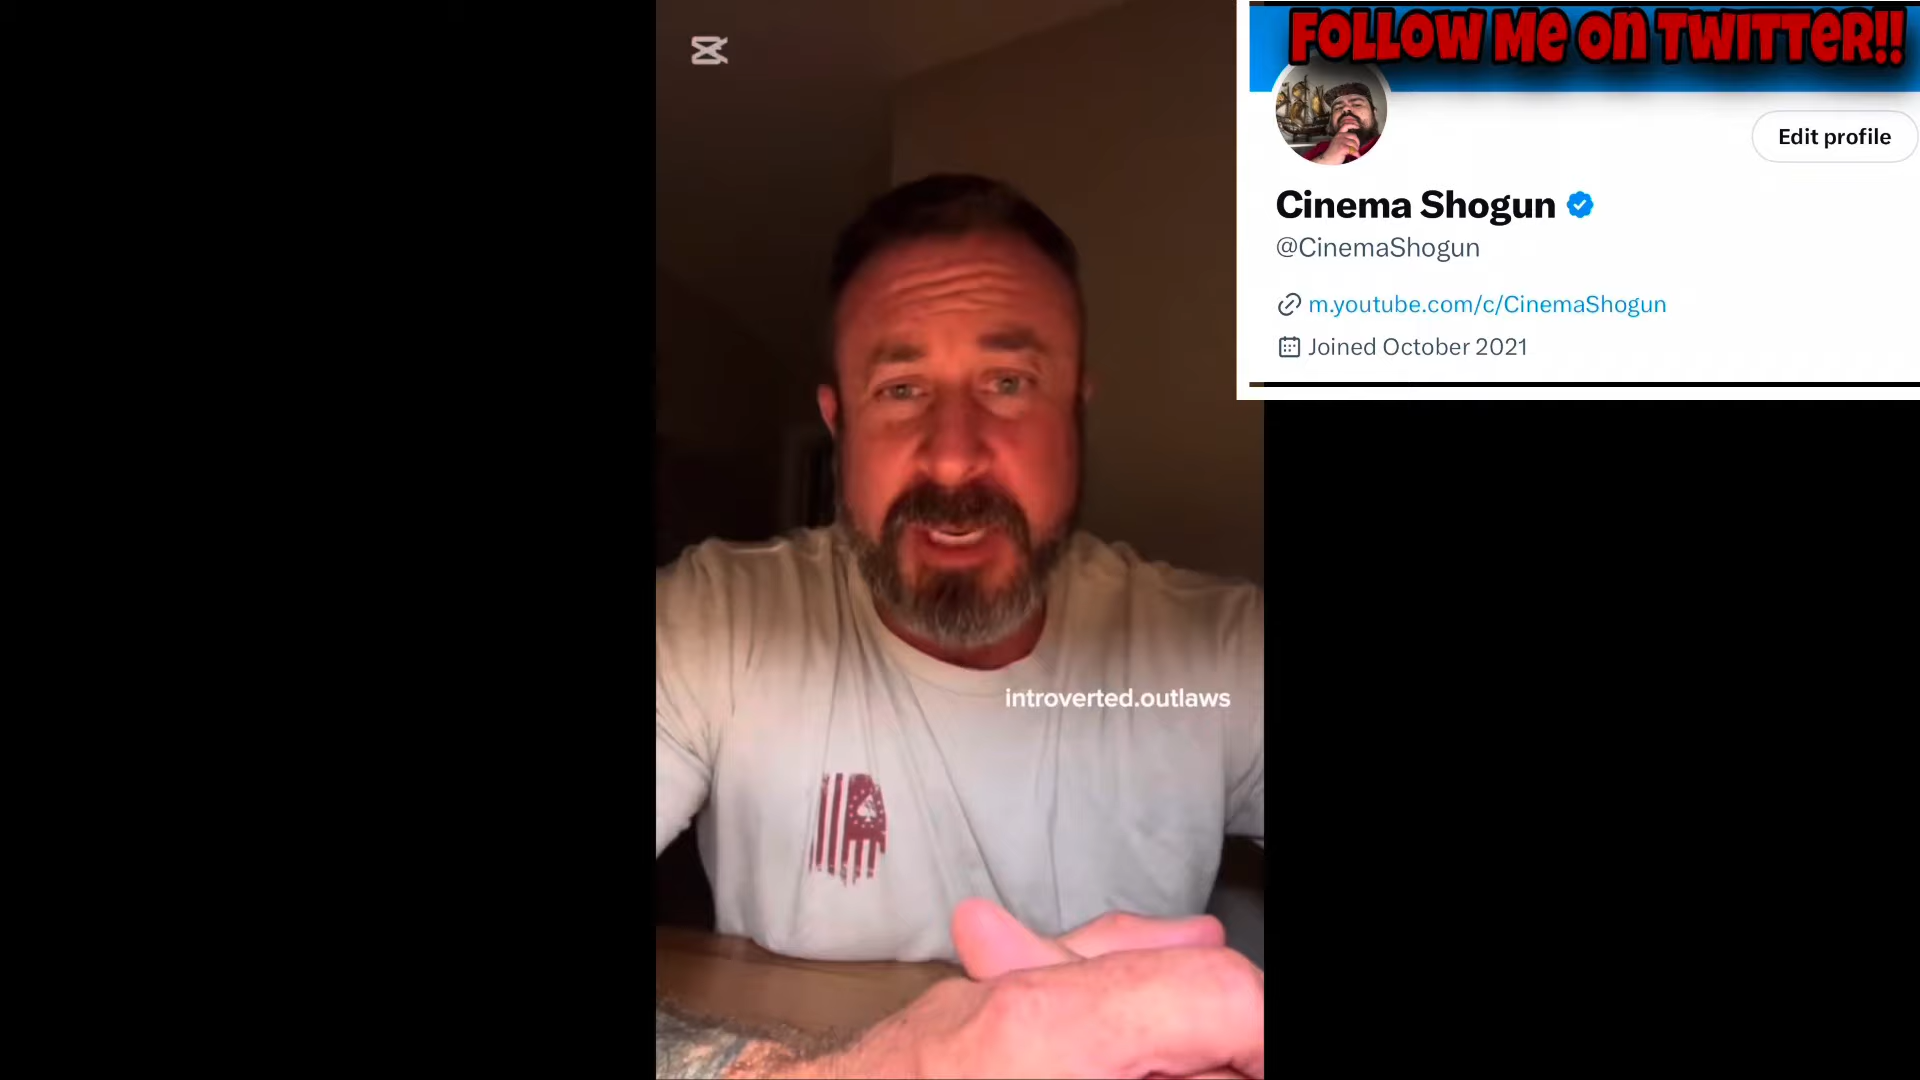 FOLLOW Me On TWITTeR!!
Edit profile
Cinema Shogun
@CinemaShogun
m.youtube.com/c/CinemaShogun
Joined October 2021
introverted.outlaws